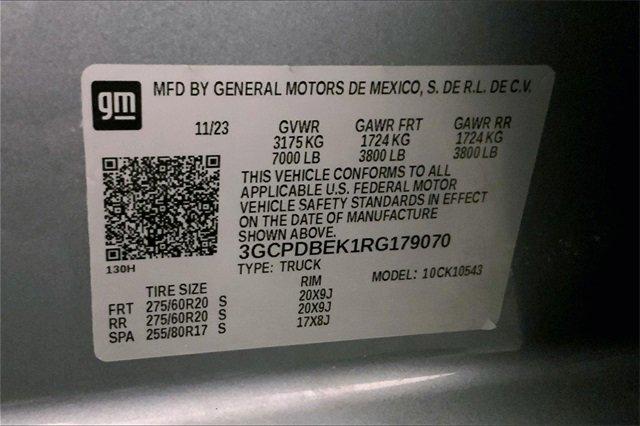 gm MFD BY GENERAL MOTORS DE MEXICO, S. DE R.L. DE C.V.
11/23 GVWR GAWR FRT GAWR RR
3175 KG 1724 KG 1724 KG
7000 LB 3800 LB 3800 LB
THIS VEHICLE CONFORMS TO ALL
APPLICABLE U.S. FEDERAL MOTOR
VEHICLE SAFETY STANDARDS IN EFFECT
ON THE DATE OF MANUFACTURE
SHOWN ABOVE.
3GCPDBEK1RG179070
130H
TYPE: TRUCK MODEL: 10CK10543
TIRE SIZE RIM
FRT 275/60R20 S 20X9J
RR 275/60R20 S 20X9J
SPA 255/80R17 S 17X8J